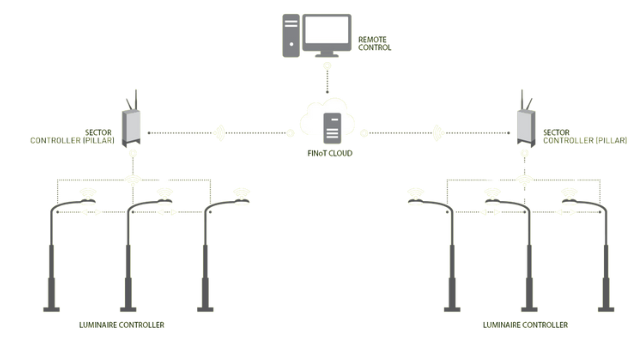 REMOTE
CONTROL
SECTOR
CONTROLLER (PILLAR)
FINoT CLOUD
SECTOR
CONTROLLER (PILLAR)
LUMINAIRE CONTROLLER
LUMINAIRE CONTROLLER